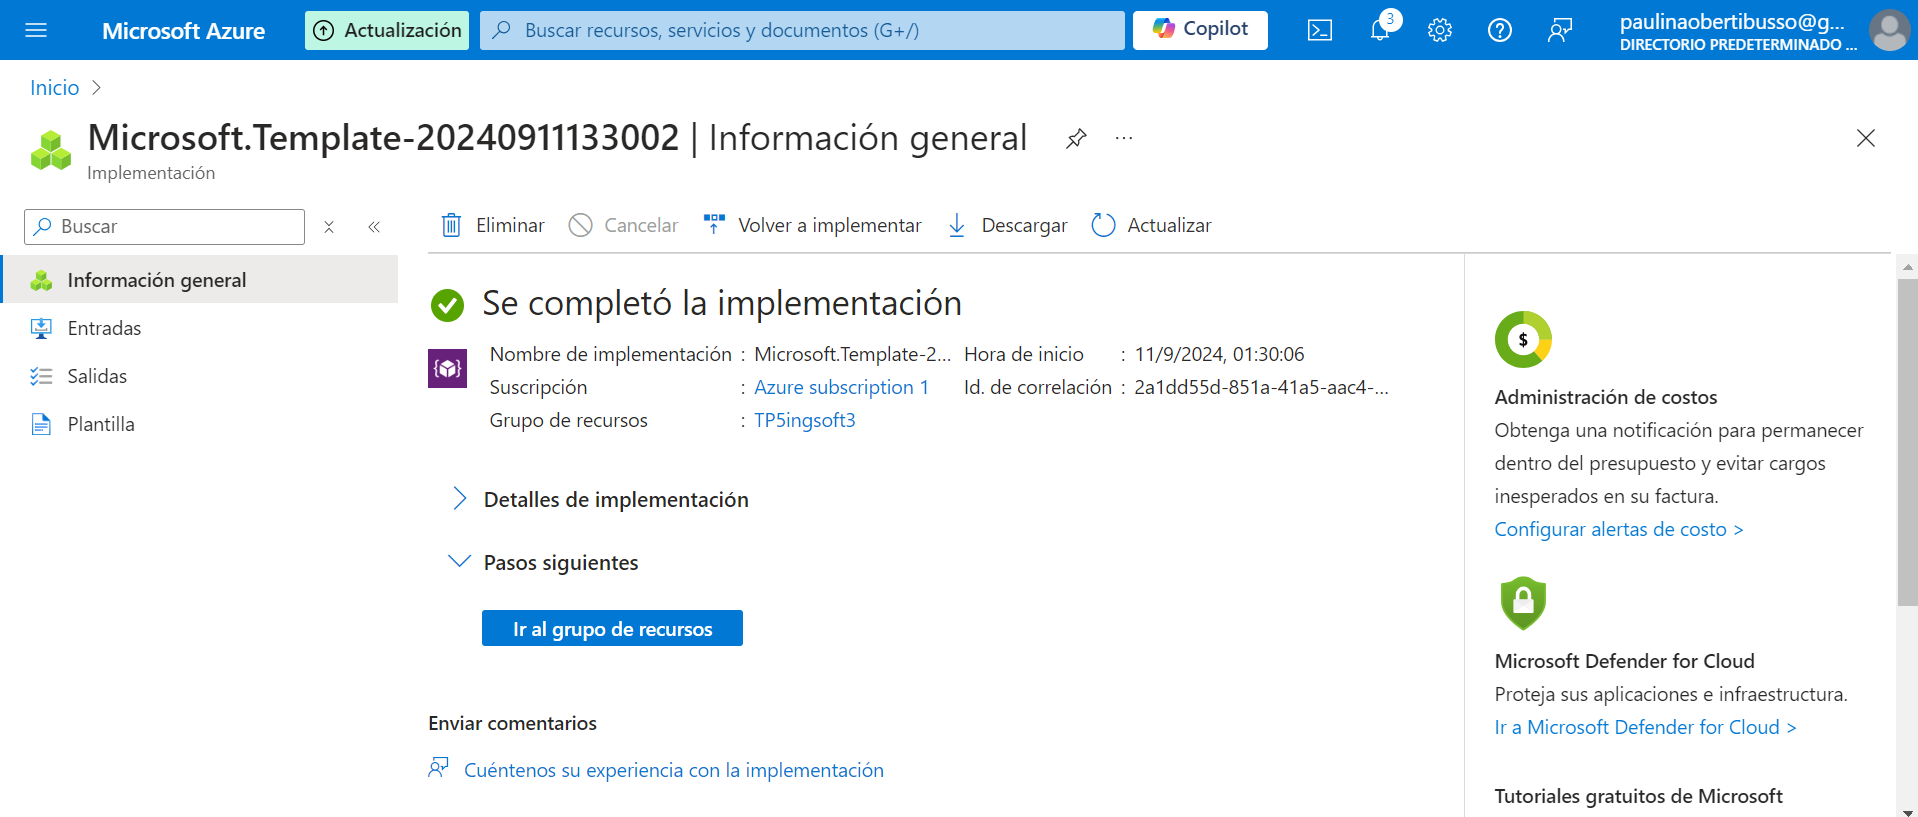 Microsoft Azure
Actualización
Buscar recursos, servicios y documentos (G+/)
Copilot
3
paulinaobertibusso@g...
DIRECTORIO PREDETERMINADO ...
Inicio
Microsoft.Template-20240911133002 | Información general
Implementación
Buscar
Eliminar
Cancelar
Volver a implementar
Descargar
Actualizar
Información general
Entradas
Salidas
Plantilla
Se completó la implementación
Nombre de implementación : Microsoft.Template-2... Hora de inicio : 11/9/2024, 01:30:06
Suscripción : Azure subscription 1 Id. de correlación : 2a1dd55d-851a-41a5-aac4-...
Grupo de recursos : TP5ingsoft3
Detalles de implementación
Pasos siguientes
Ir al grupo de recursos
Enviar comentarios
Cuéntenos su experiencia con la implementación
$
Administración de costos
Obtenga una notificación para permanecer
dentro del presupuesto y evitar cargos
inesperados en su factura.
Configurar alertas de costo >
Microsoft Defender for Cloud
Proteja sus aplicaciones e infraestructura.
Ir a Microsoft Defender for Cloud >
Tutoriales gratuitos de Microsoft